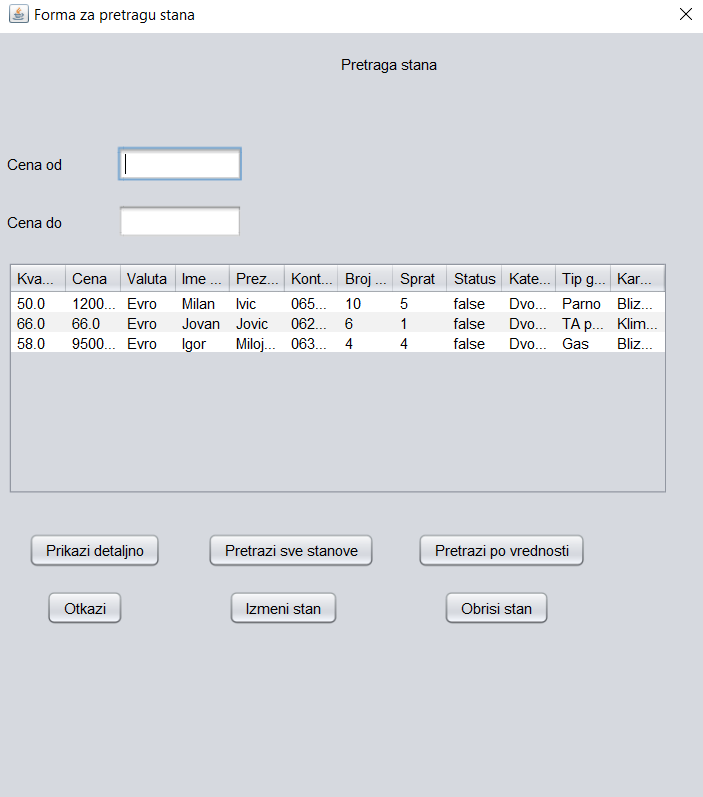 Forma za pretragu stana
Pretraga stana
Cena od
Cena do
Kva... Cena Valuta Ime ... Prez... Kont... Broj ... Sprat Status Kate... Tip g... Kar...
50.0 1200... Evro Milan Ivic 065... 10 5 false Dvo... Parno Bliz...
66.0 66.0 Evro Jovan Jovic 062... 6 1 false Dvo... TA p... Klim...
58.0 9500... Evro Igor Miloj... 063... 4 4 false Dvo... Gas Bliz...
Prikazi detaljno Pretrazi sve stanove Pretrazi po vrednosti
Otkazi Izmeni stan Obrisi stan